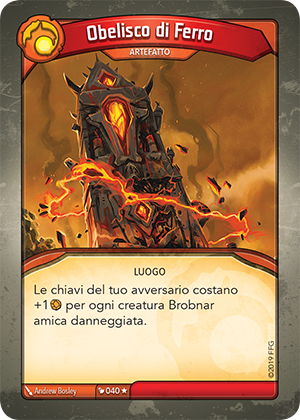 Obelisco di Ferro
ARTEFATTO
LUOGO
Le chiavi del tuo avversario costano
+1 per ogni creatura Brobnar
amica danneggiata.
©2019 FFG
Andrew Bosley
040